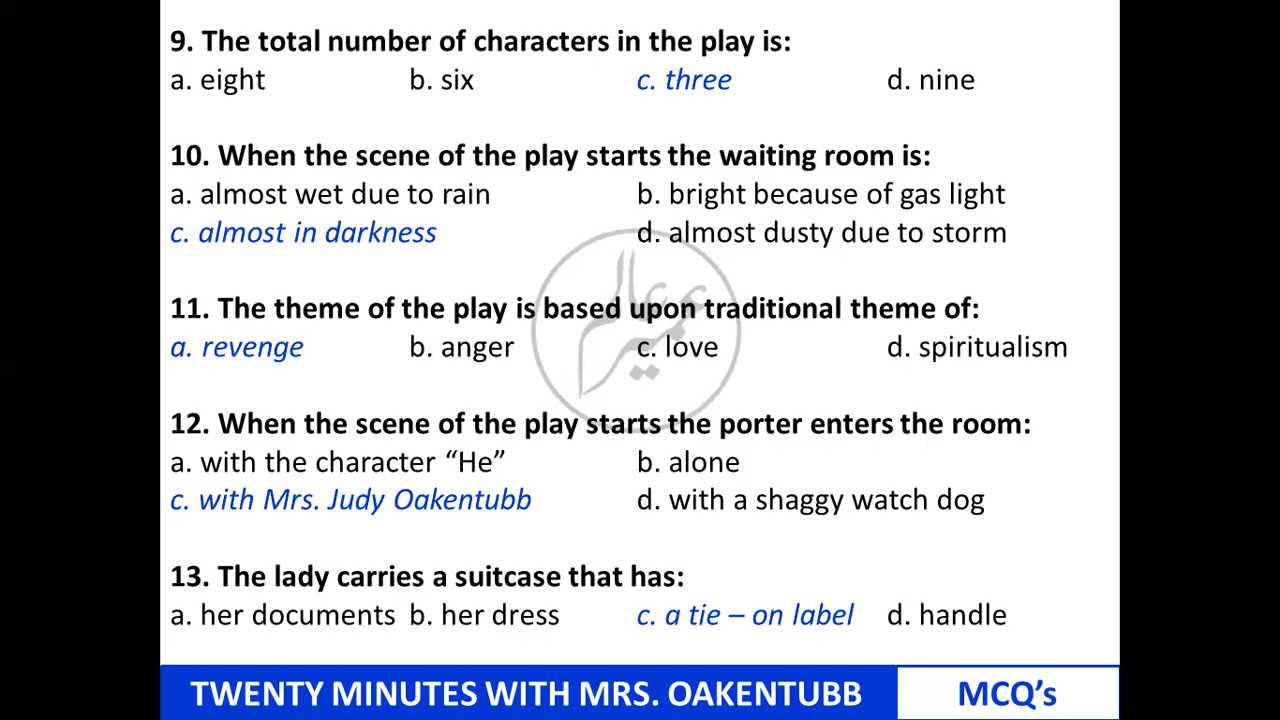 9. The total number of characters in the play is:
a. eight b. six c. three d. nine
10. When the scene of the play starts the waiting room is:
a. almost wet due to rain b. bright because of gas light
c. almost in darkness d. almost dusty due to storm
11. The theme of the play is based upon traditional theme of:
a. revenge b. anger c. love d. spiritualism
12. When the scene of the play starts the porter enters the room:
a. with the character “He” b. alone
c. with Mrs. Judy Oakentubb d. with a shaggy watch dog
13. The lady carries a suitcase that has:
a. her documents b. her dress c. a tie – on label d. handle
TWENTY MINUTES WITH MRS. OAKENTUBB MCQ’s
عمیر عالم